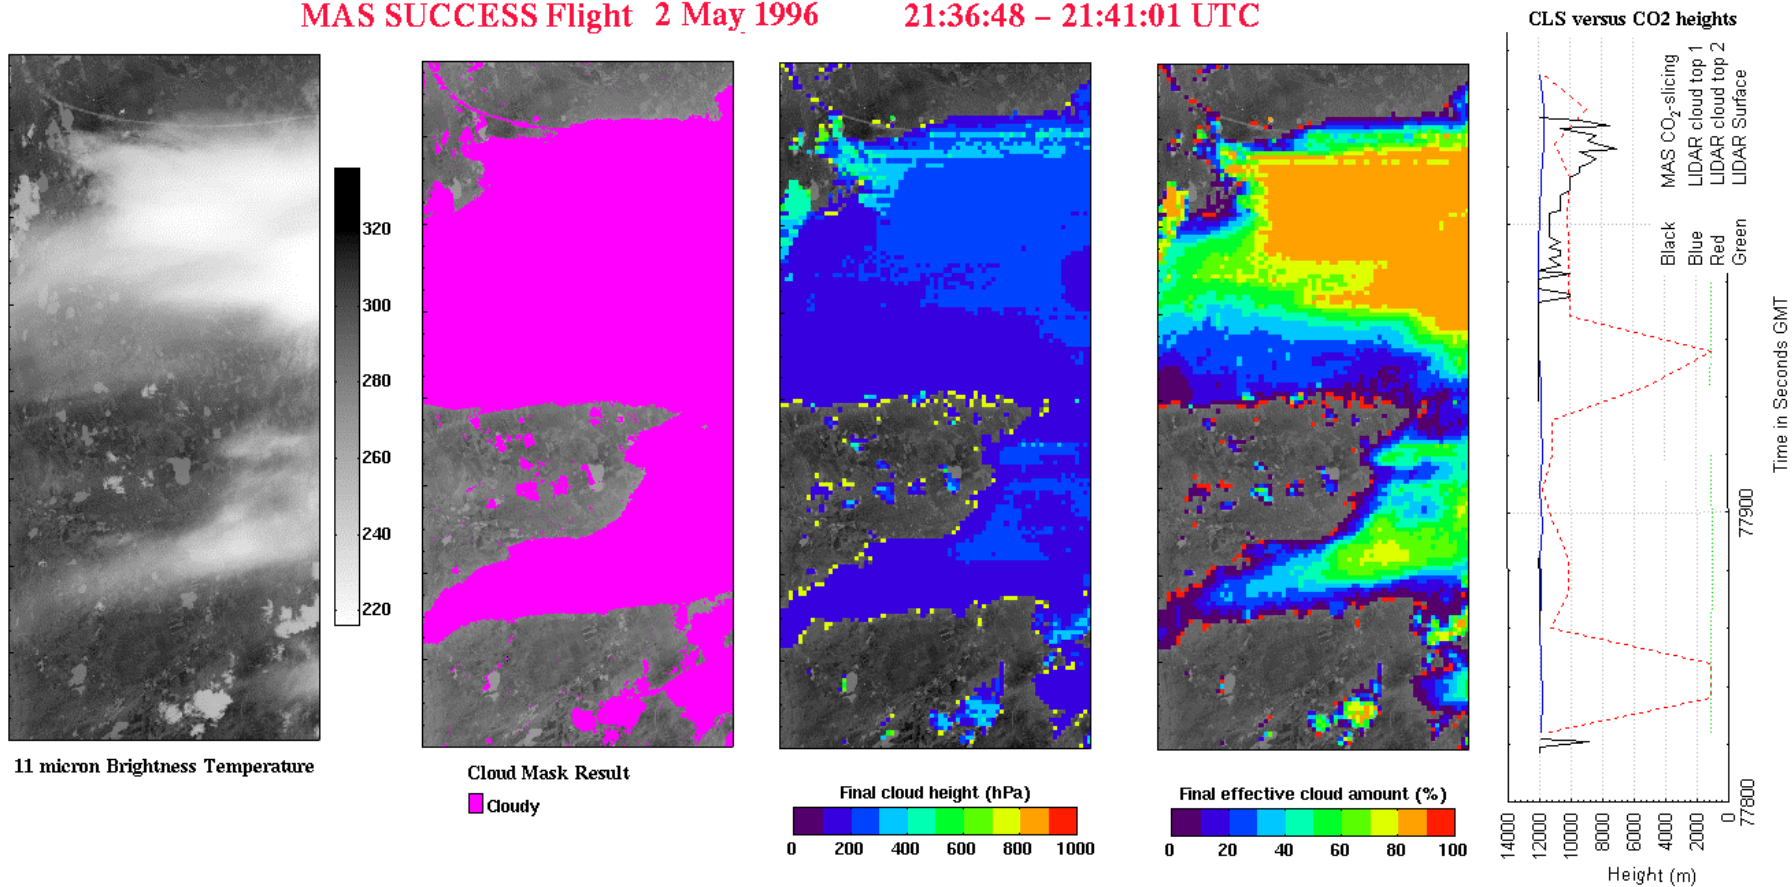 MAS SUCCESS Flight 2 May 1996 21:36:48 – 21:41:01 UTC
CLS versus CO2 heights
320
300
280
260
240
220
11 micron Brightness Temperature
Cloud Mask Result
Cloudy
Final cloud height (hPa)
0 200 400 600 800 1000
Final effective cloud amount (%)
0 20 40 60 80 100
Black MAS CO2-slicing
Blue LIDAR cloud top 1
Red LIDAR cloud top 2
Green LIDAR Surface
Time in Seconds GMT
77900
77800
14000 12000 10000 8000 6000 4000 2000 0
Height (m)